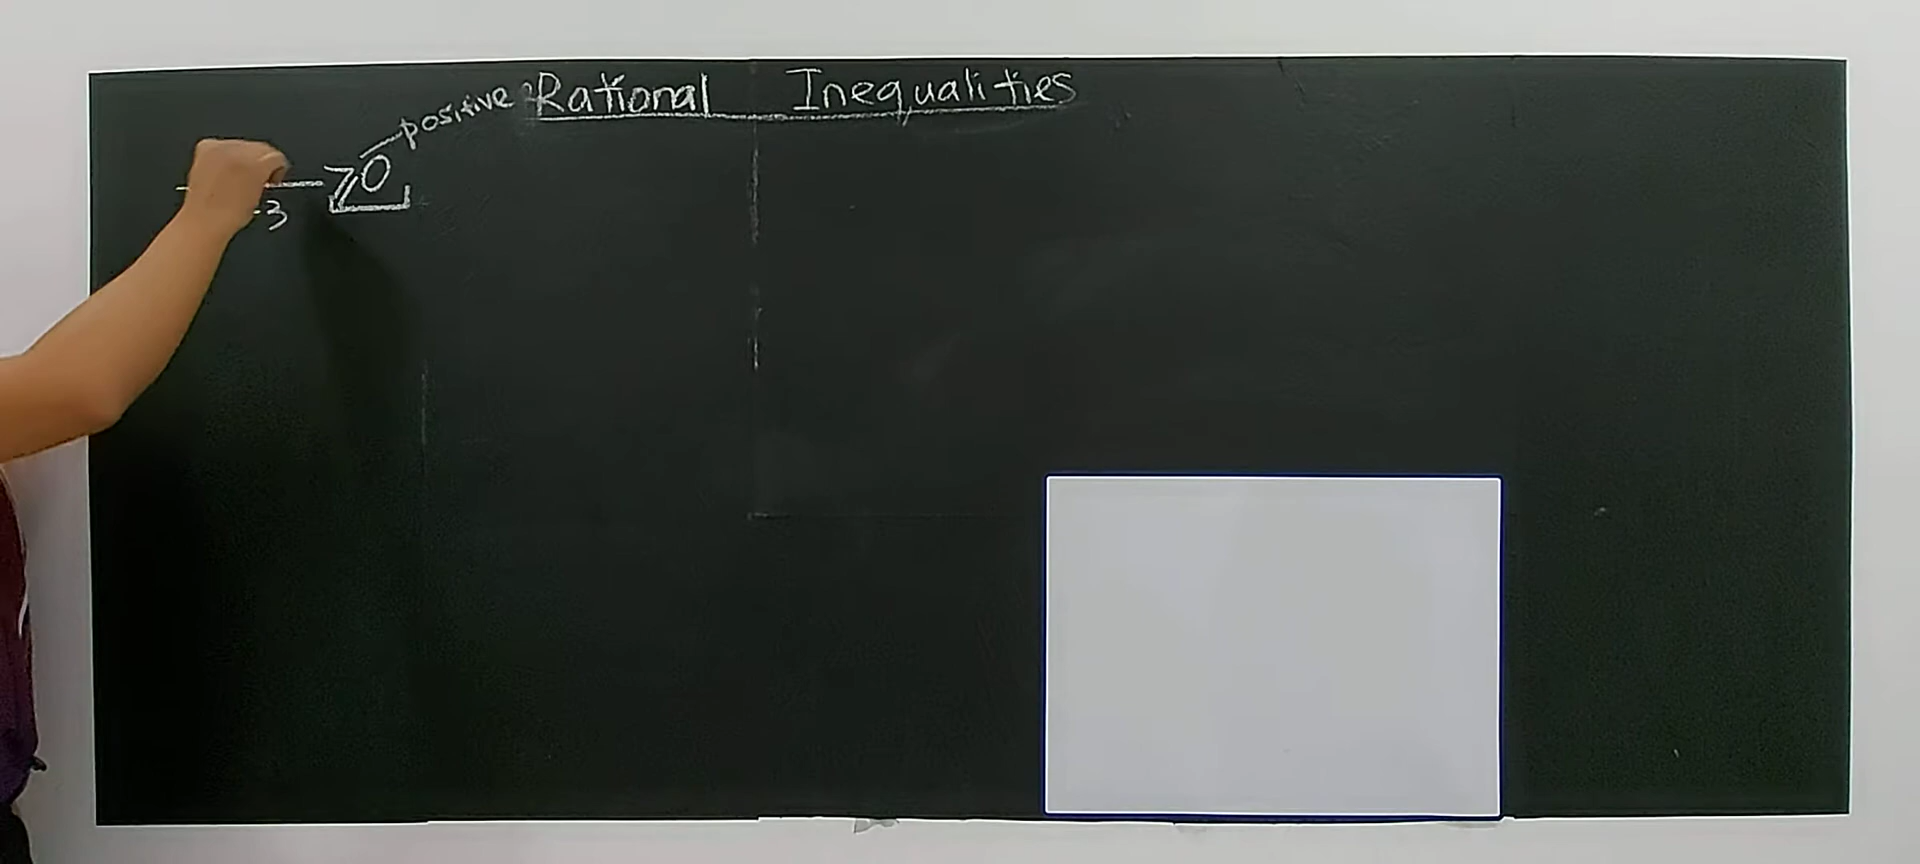 Rational Inequalities
positive
≥ 0
-3